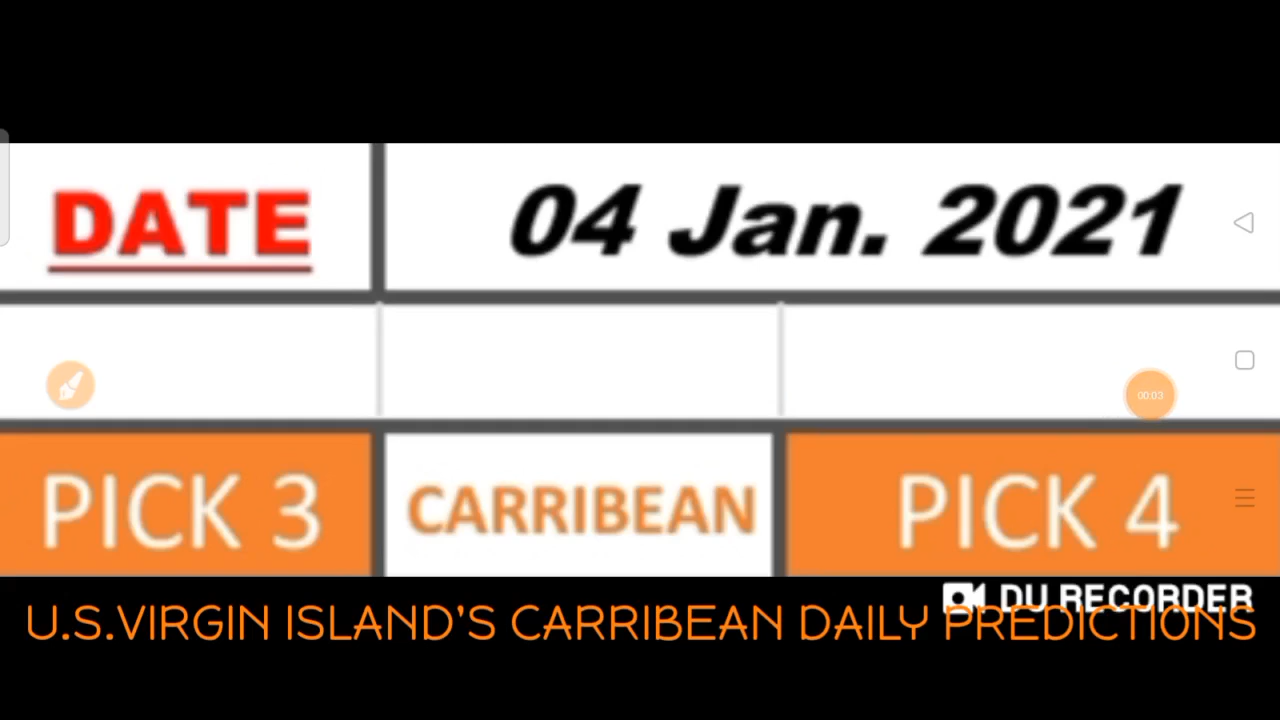 DATE
04 Jan. 2021
00:03
PICK 3
CARRIBEAN
PICK 4
DU RECORDER
U.S.VIRGIN ISLAND'S CARRIBEAN DAILY PREDICTIONS